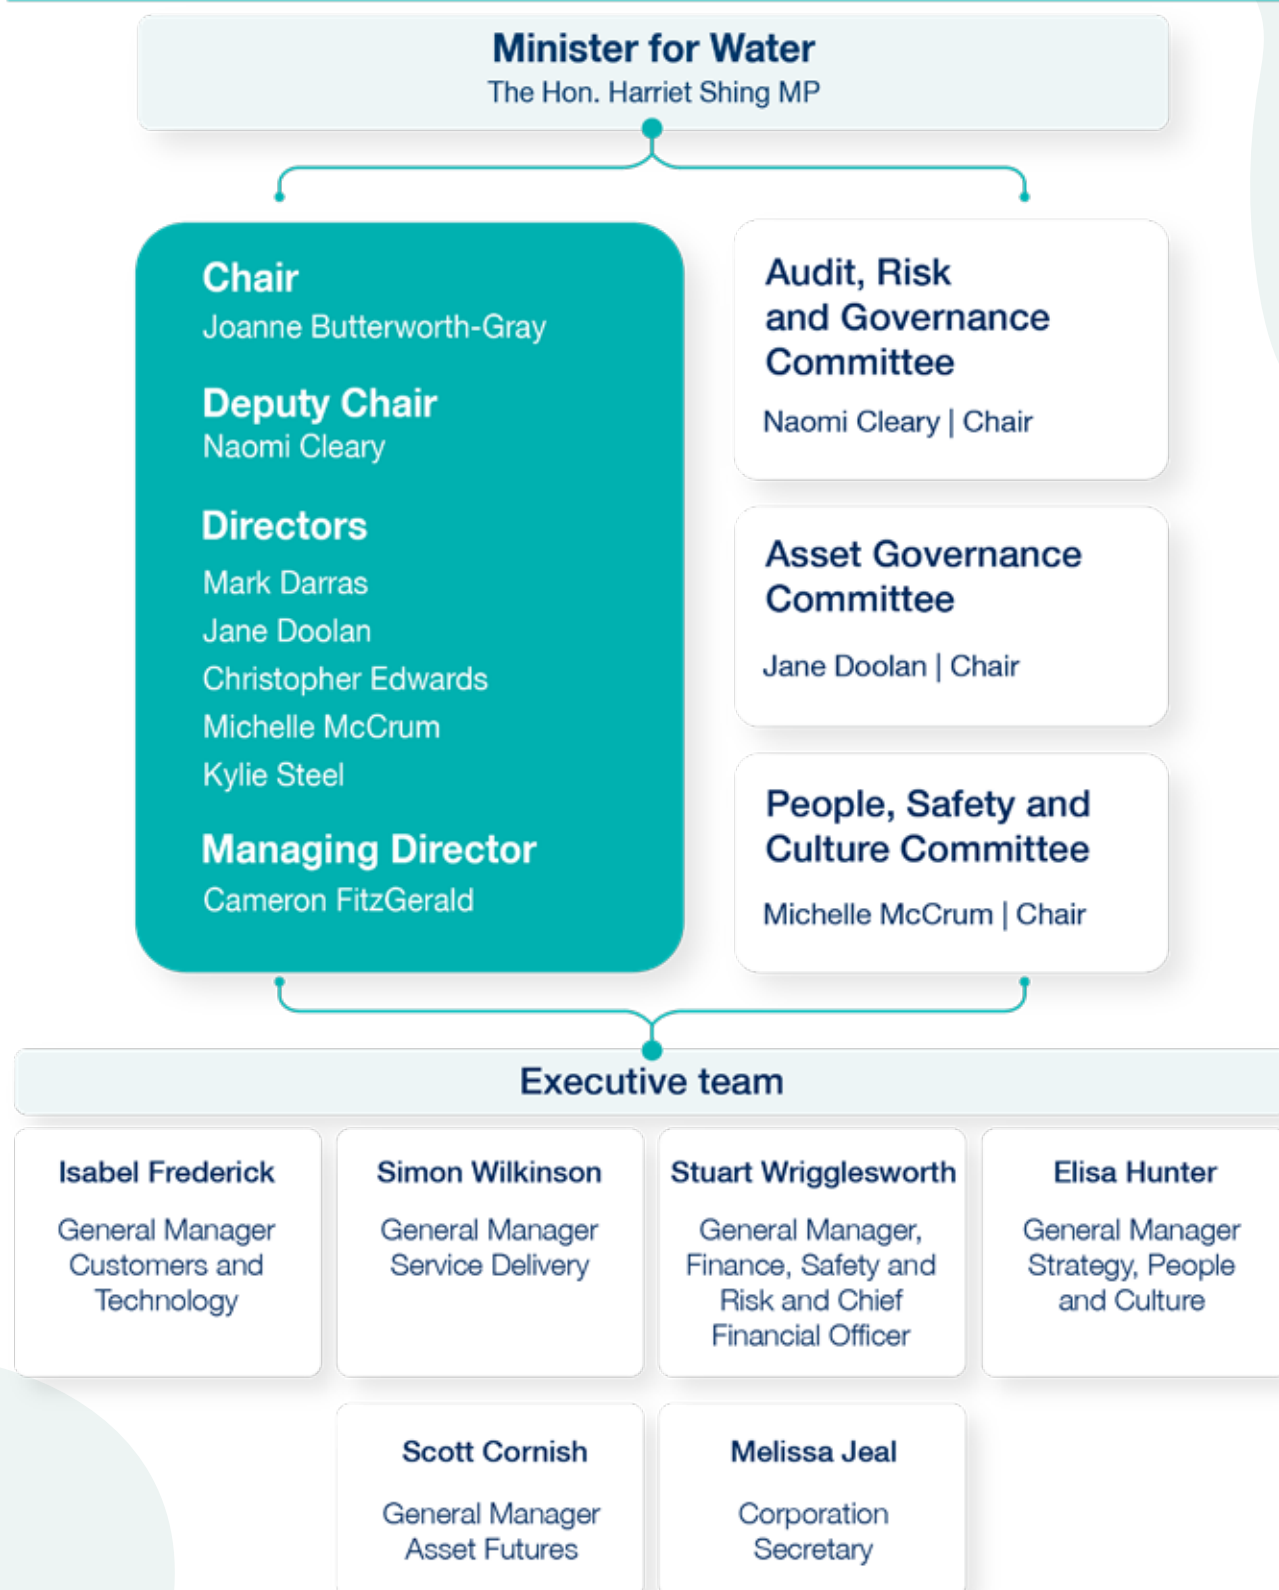 Minister for Water
The Hon. Harriet Shing MP
Chair
Joanne Butterworth-Gray
Deputy Chair
Naomi Cleary
Directors
Mark Darras
Jane Doolan
Christopher Edwards
Michelle McCrum
Kylie Steel
Managing Director
Cameron FitzGerald
Audit, Risk
and Governance
Committee
Naomi Cleary | Chair
Asset Governance
Committee
Jane Doolan | Chair
People, Safety and
Culture Committee
Michelle McCrum | Chair
Executive team
Isabel Frederick
General Manager
Customers and
Technology
Simon Wilkinson
General Manager
Service Delivery
Stuart Wrigglesworth
General Manager,
Finance, Safety and
Risk and Chief
Financial Officer
Elisa Hunter
General Manager
Strategy, People
and Culture
Scott Cornish
General Manager
Asset Futures
Melissa Jeal
Corporation
Secretary